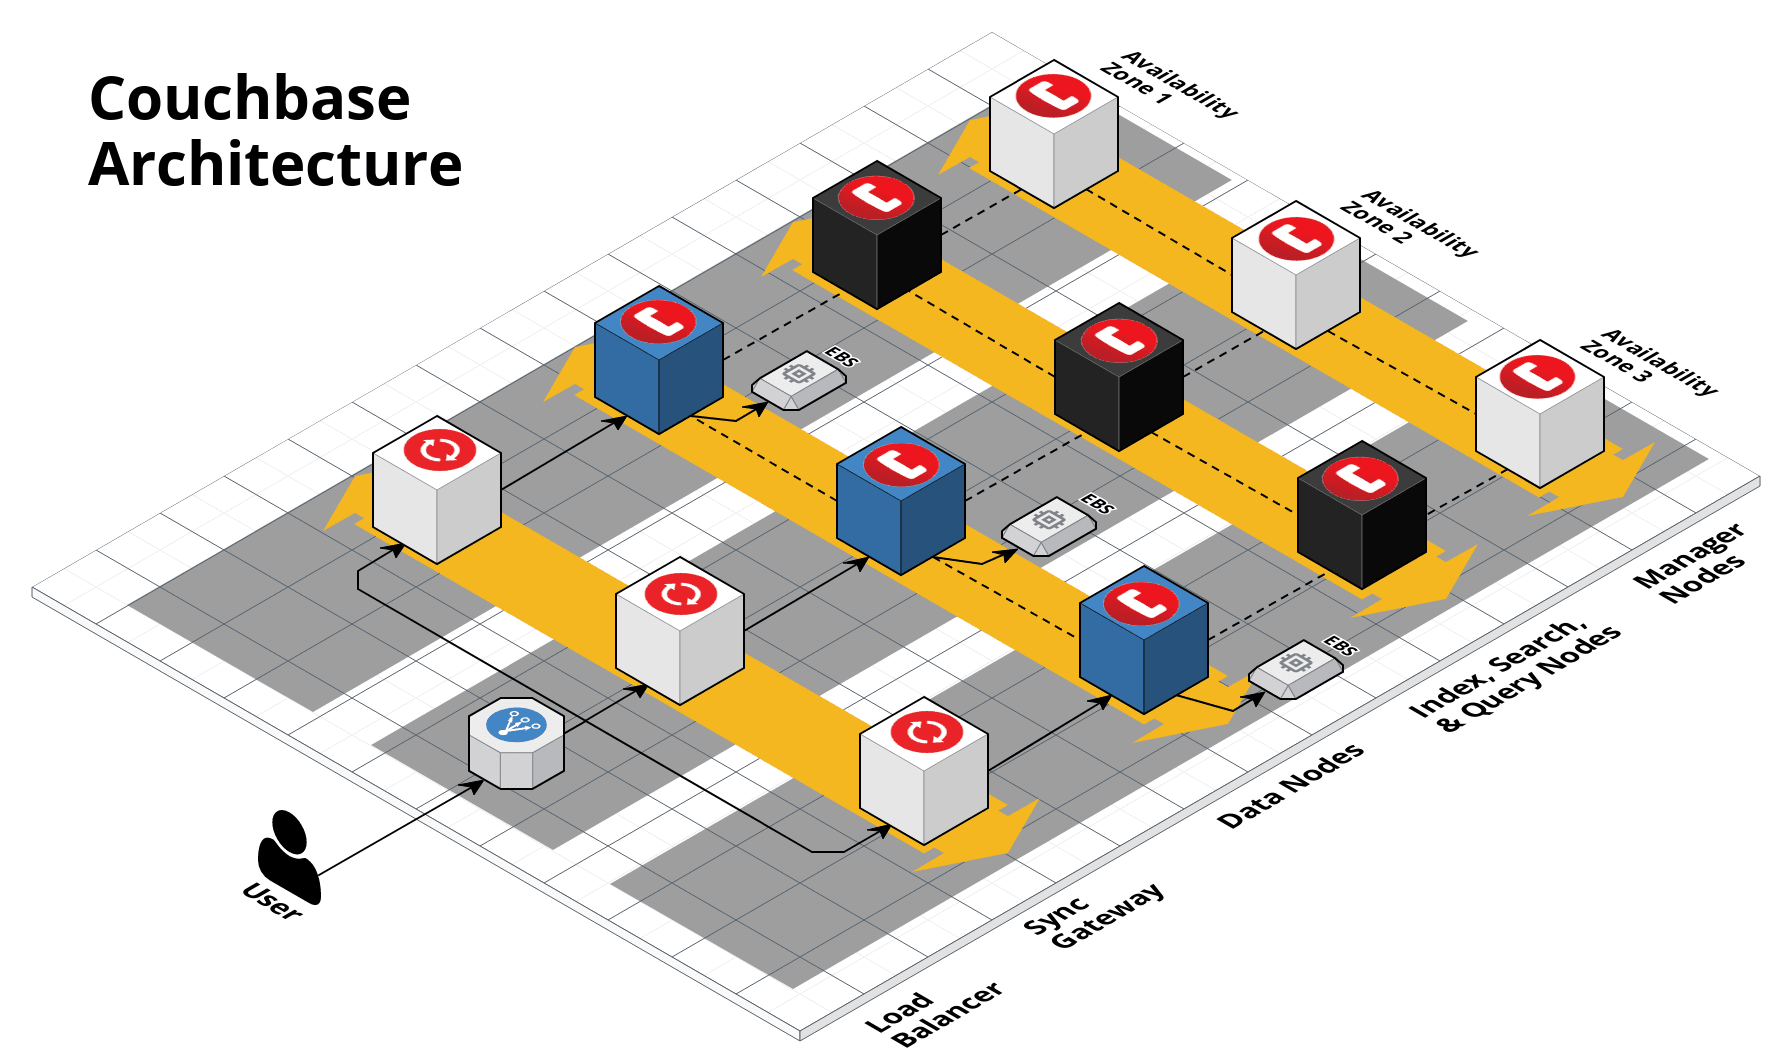 Couchbase
Architecture
Availability
Zone 1
Availability
Zone 2
Availability
Zone 3
EBS
EBS
EBS
User
Manager
Nodes
Index, Search,
& Query Nodes
Data Nodes
Sync
Gateway
Load
Balancer